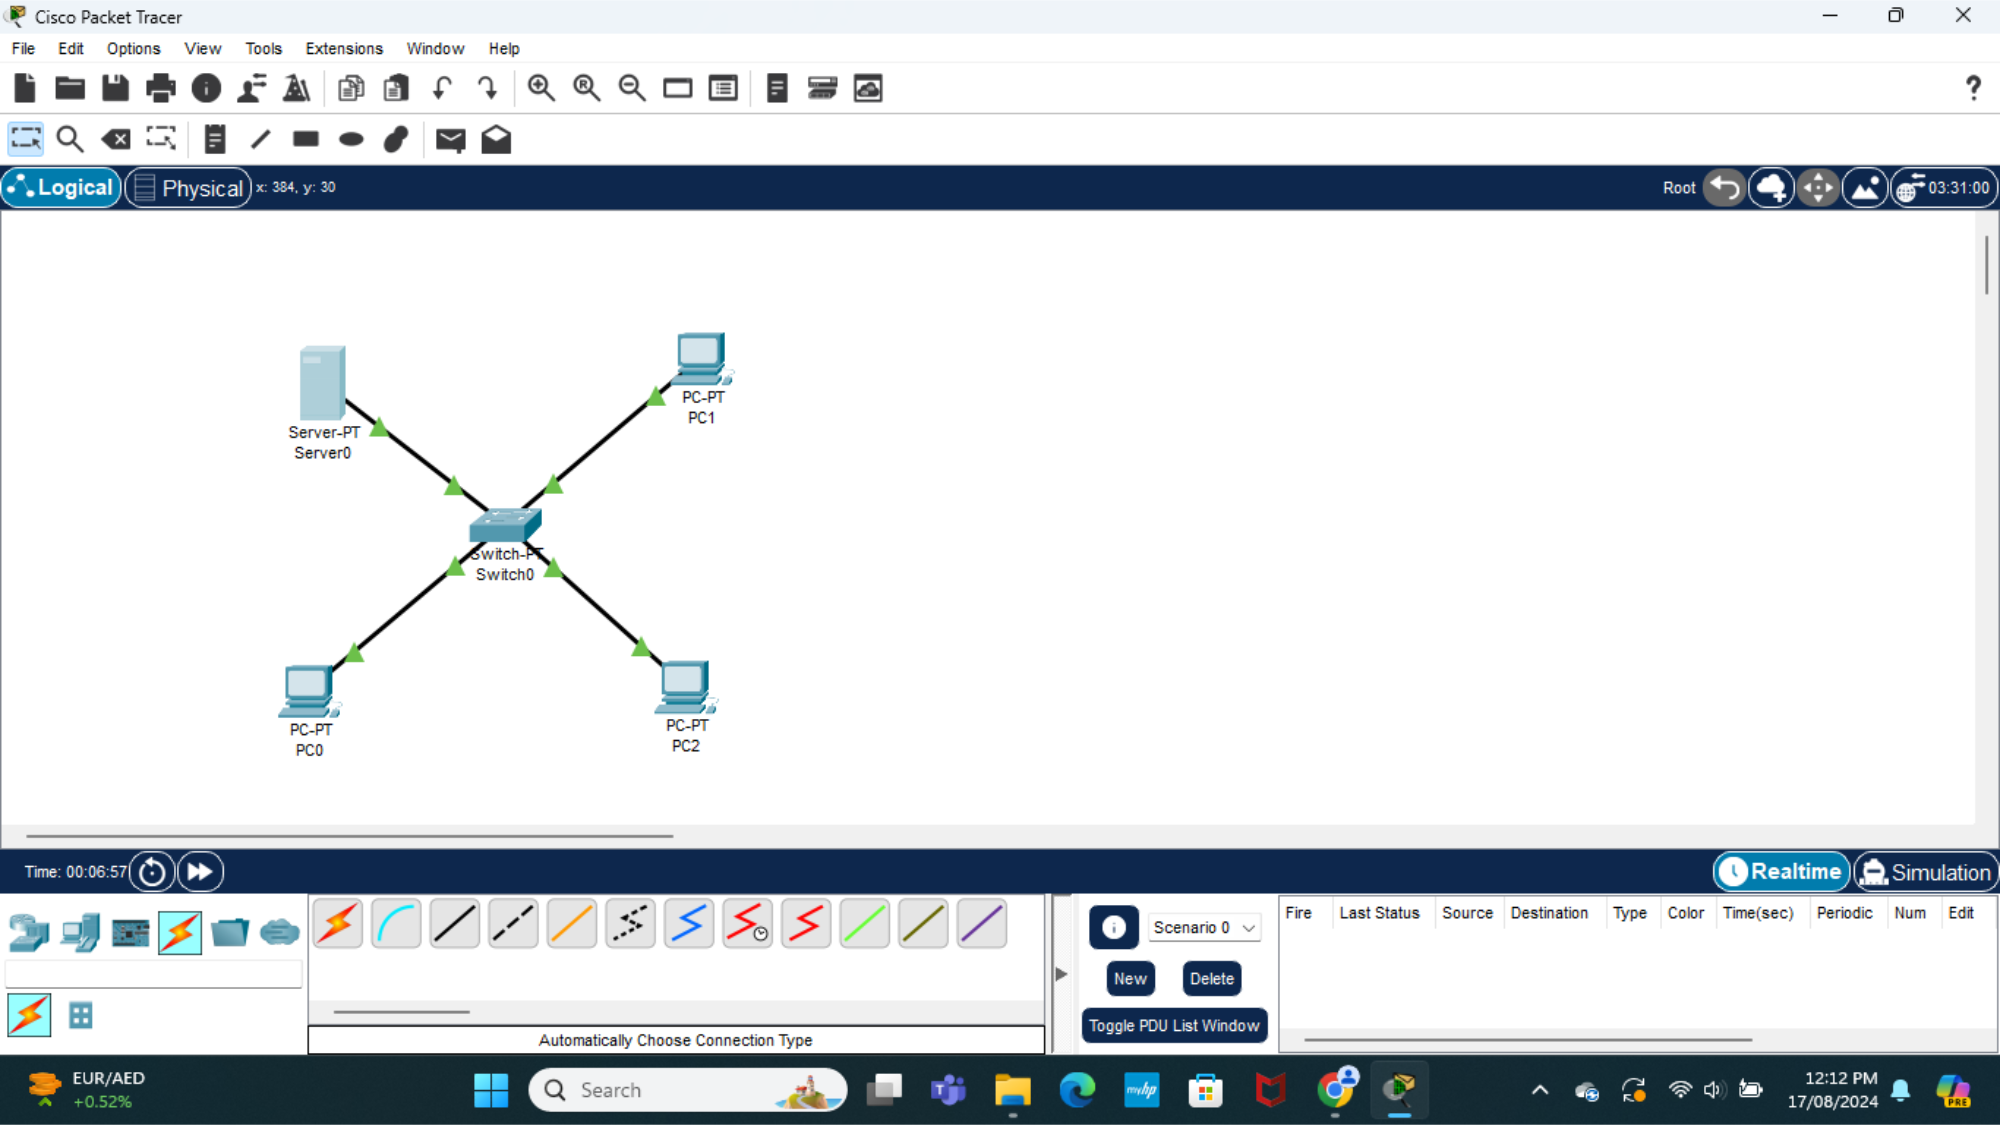 Cisco Packet Tracer
File Edit Options View Tools Extensions Window Help
?
Logical Physical x: 384, y: 30 Root 03:31:00
PC-PT
PC1
Server-PT
Server0
Switch-PT
Switch0
PC-PT
PC0
PC-PT
PC2
Time: 00:06:57 Realtime Simulation
Scenario 0
Fire Last Status Source Destination Type Color Time(sec) Periodic Num Edit
New Delete
Toggle PDU List Window
Automatically Choose Connection Type
EUR/AED
+0.52%
Search
myhp
12:12 PM
17/08/2024
PRE